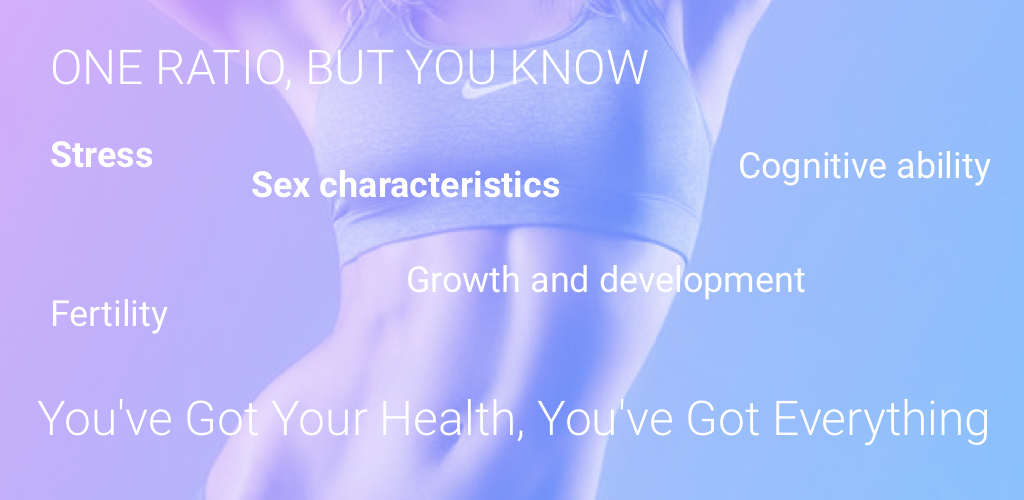 ONE RATIO, BUT YOU KNOW
Stress
Sex characteristics
Cognitive ability
Growth and development
Fertility
You've Got Your Health, You've Got Everything